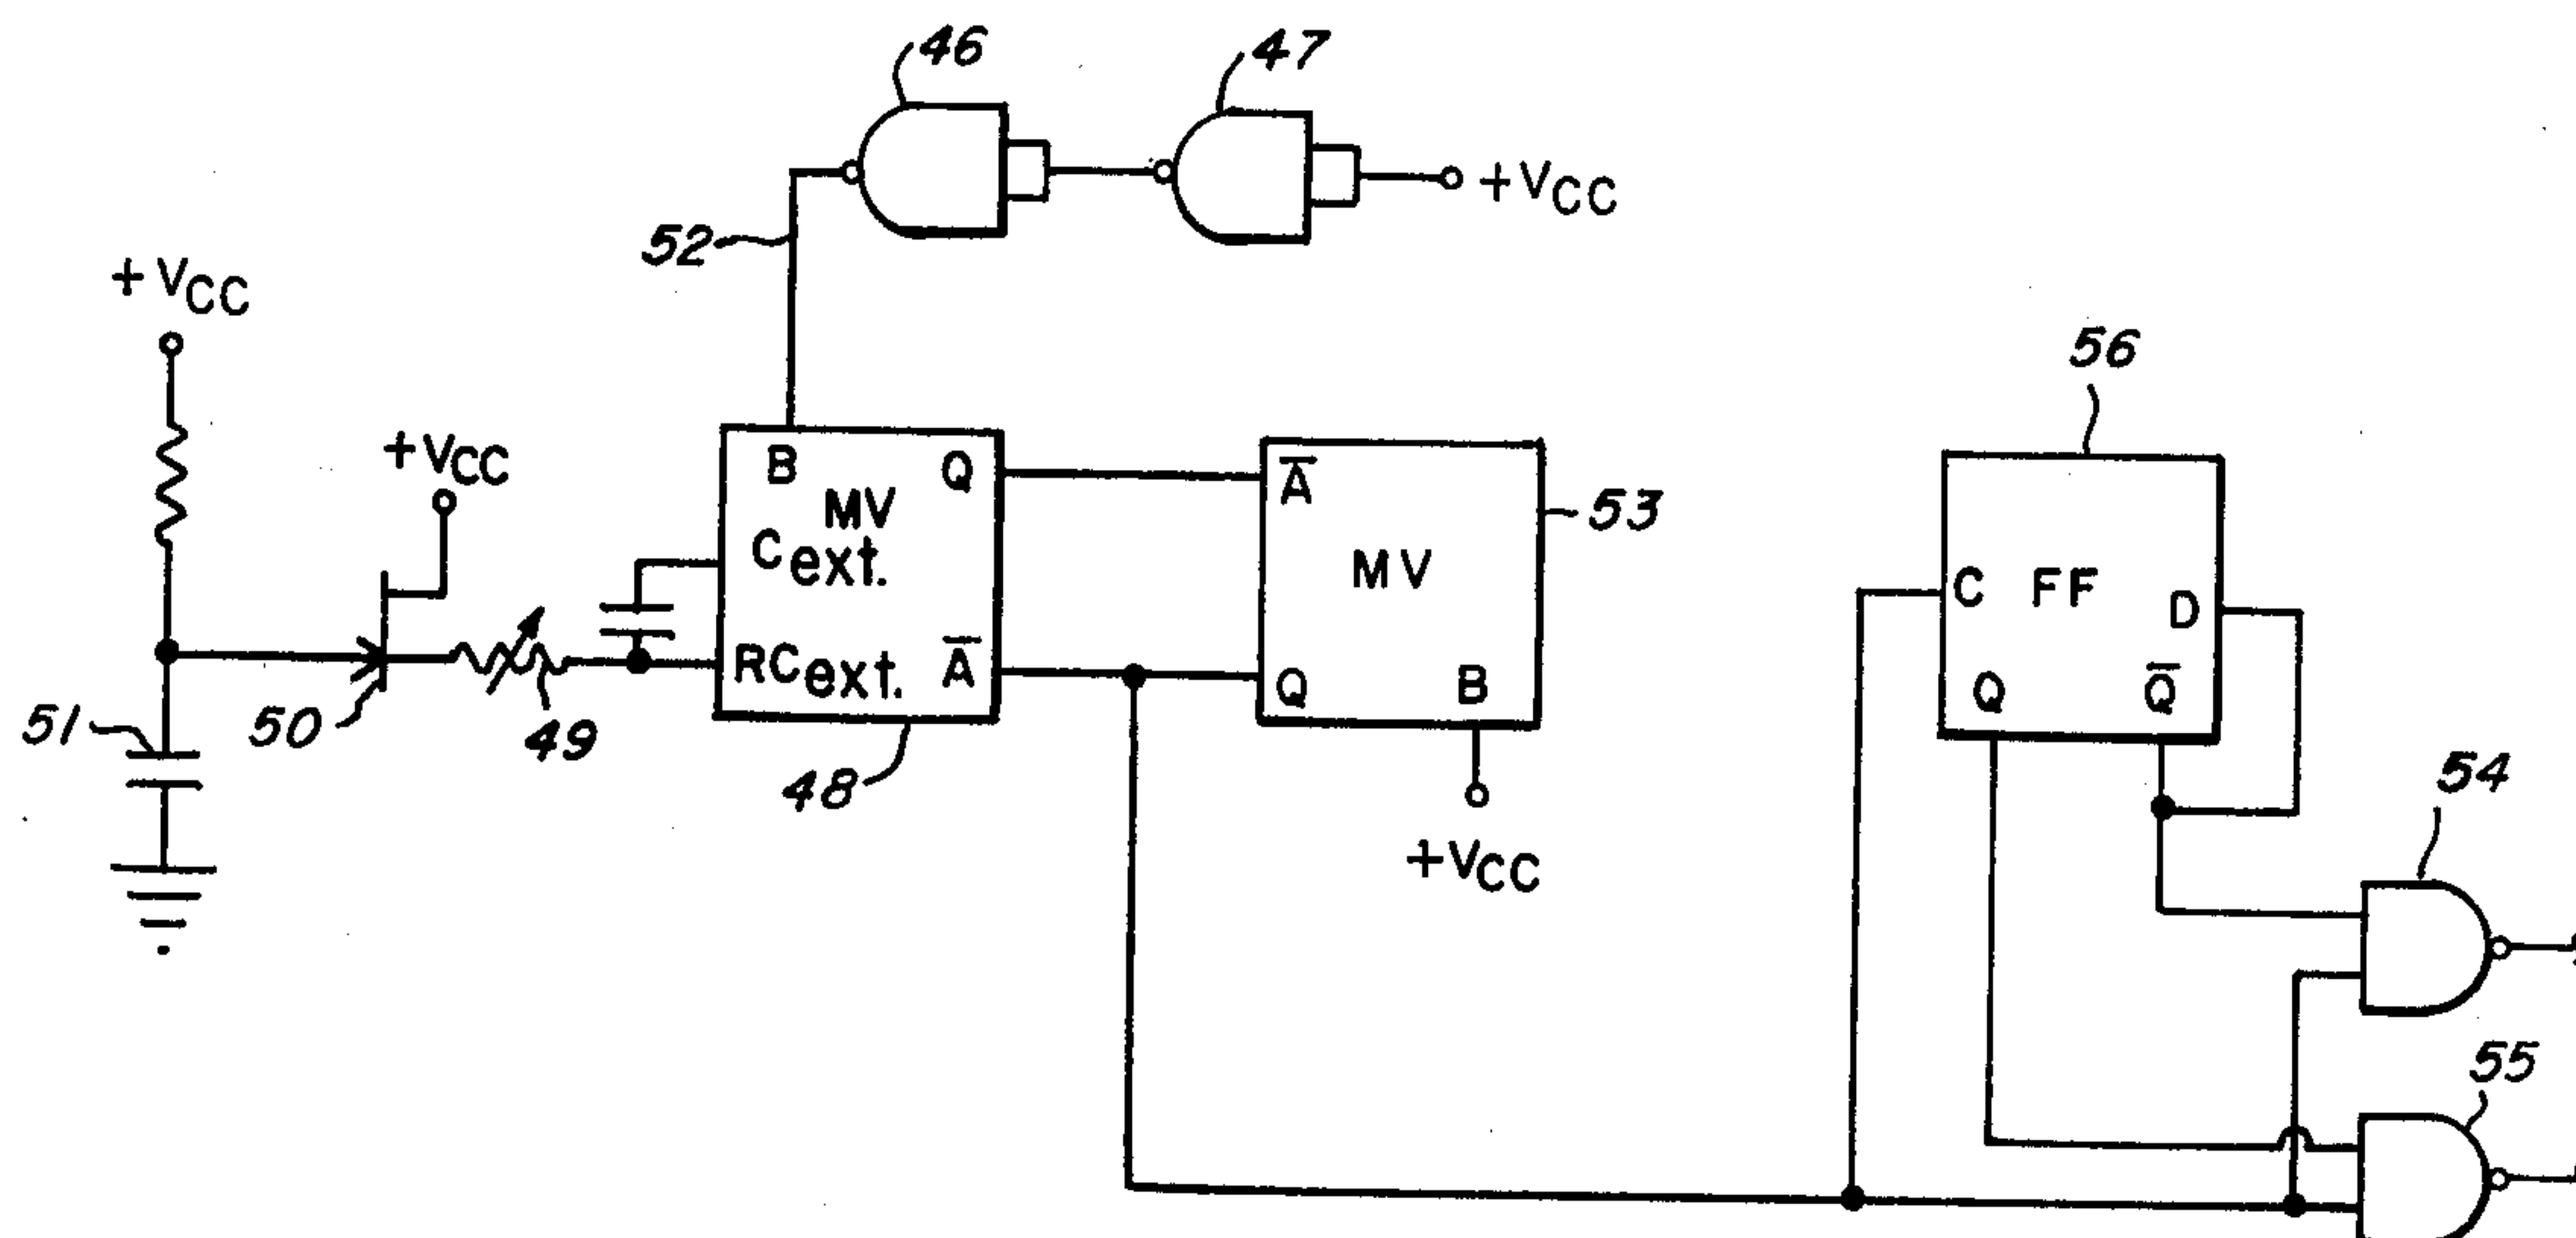 46
47
+VCC
52
+VCC
56
+VCC
B
Q
A̅
53
MV
Cext.
MV
C
FF
D
RCext.
A̅
Q
B
Q
Q̅
51
50
49
48
54
+VCC
55